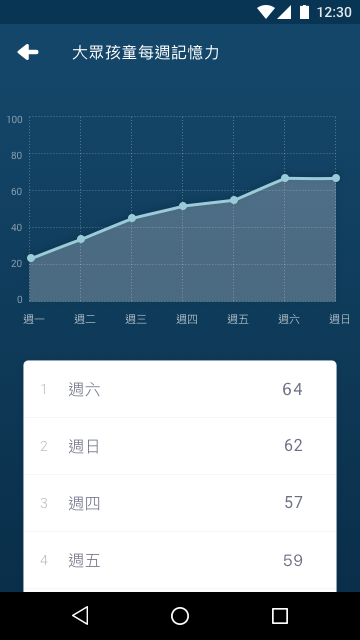 12:30
大眾孩童每週記憶力
100
80
60
40
20
0
週一 週二 週三 週四 週五 週六 週日
1 週六 64
2 週日 62
3 週四 57
4 週五 59